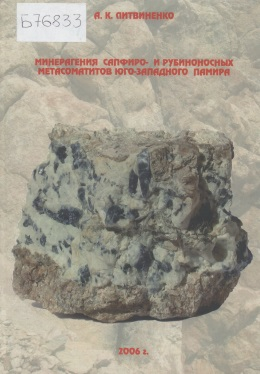 А. К. ЛИТВИНЕНКО
Б76833
МИНЕРАГЕНИЯ САПФИРО- И РУБИНОНОСНЫХ
МЕТАСОМАТИТОВ ЮГО-ЗАПАДНОГО ПАМИРА
2006 г.